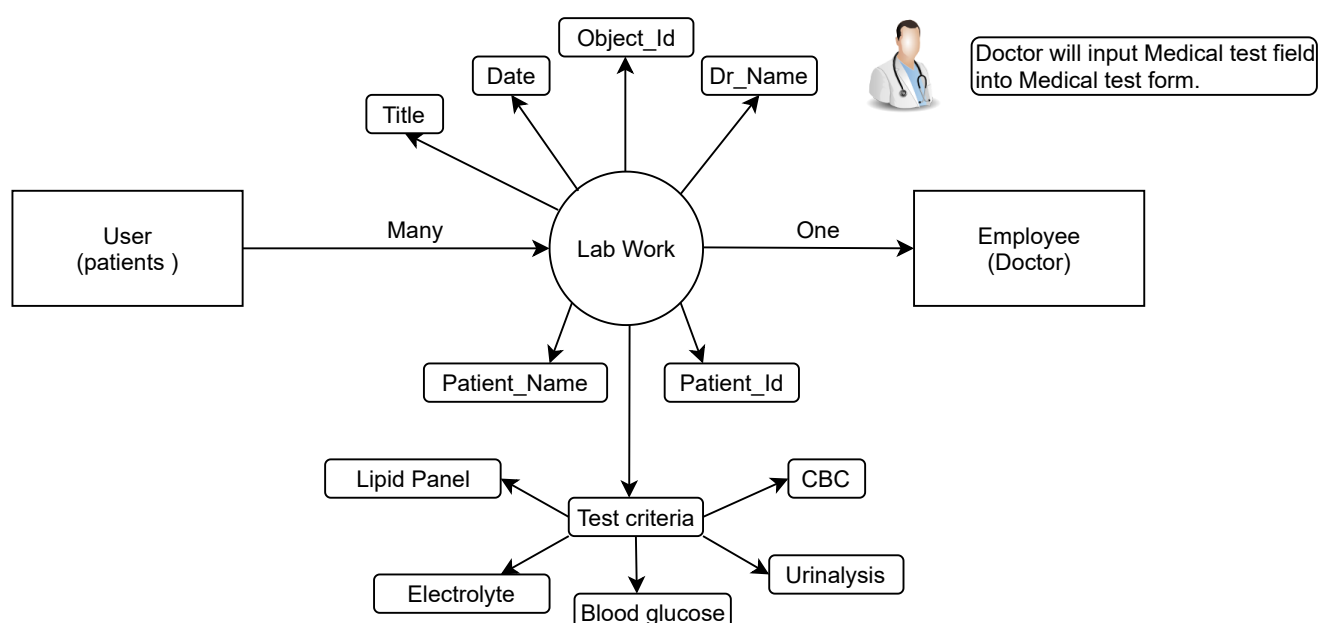 Object_Id
Date
Dr_Name
Title
Doctor will input Medical test field
into Medical test form.
User
(patients )
Many
Lab Work
One
Employee
(Doctor)
Patient_Name
Patient_Id
Lipid Panel
CBC
Test criteria
Electrolyte
Urinalysis
Blood glucose